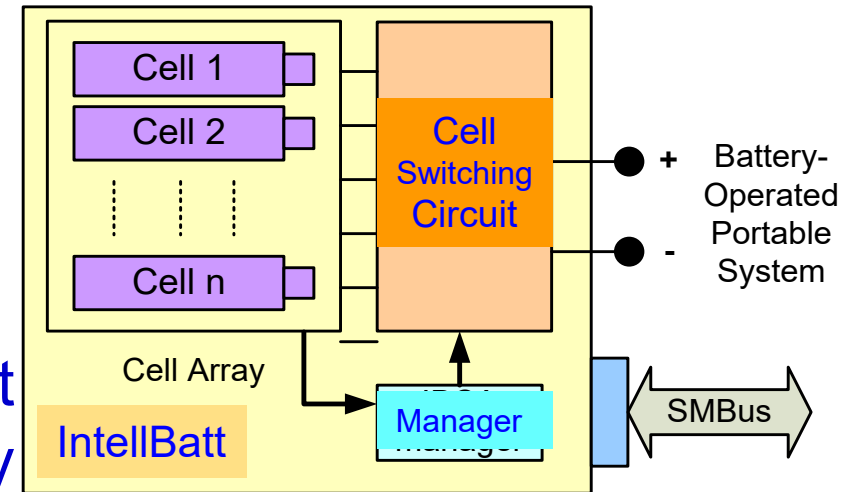 Cell 1
Cell 2
Cell n
Cell Array
Cell
Switching
Circuit
+
-
Battery-
Operated
Portable
System
Manager
IntellBatt
SMBus
t
y